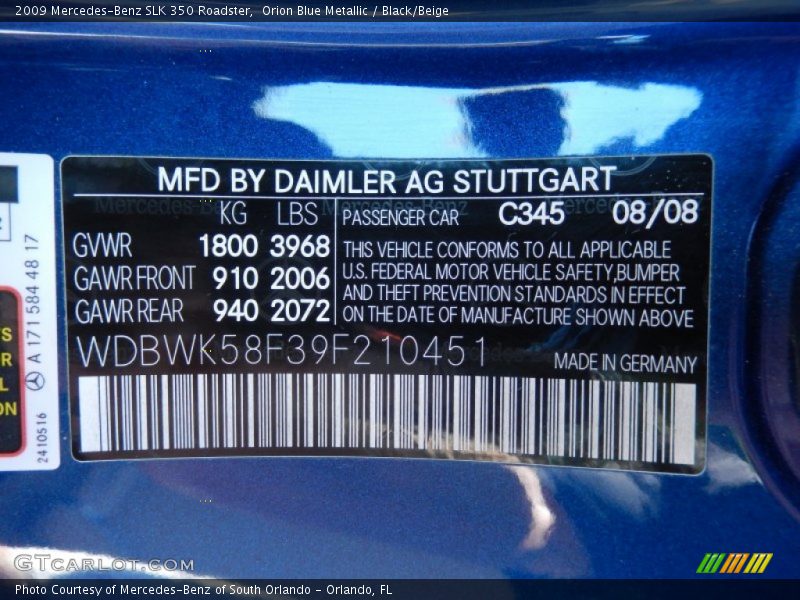 2009 Mercedes-Benz SLK 350 Roadster, Orion Blue Metallic / Black/Beige
MFD BY DAIMLER AG STUTTGART
KG LBS
GVWR 1800 3968
GAWR FRONT 910 2006
GAWR REAR 940 2072
PASSENGER CAR C345 08/08
THIS VEHICLE CONFORMS TO ALL APPLICABLE
U.S. FEDERAL MOTOR VEHICLE SAFETY,BUMPER
AND THEFT PREVENTION STANDARDS IN EFFECT
ON THE DATE OF MANUFACTURE SHOWN ABOVE
WDBWK58F39F210451
MADE IN GERMANY
A 171 584 48 17
2410516
GTCARLOT.COM
Photo Courtesy of Mercedes-Benz of South Orlando - Orlando, FL